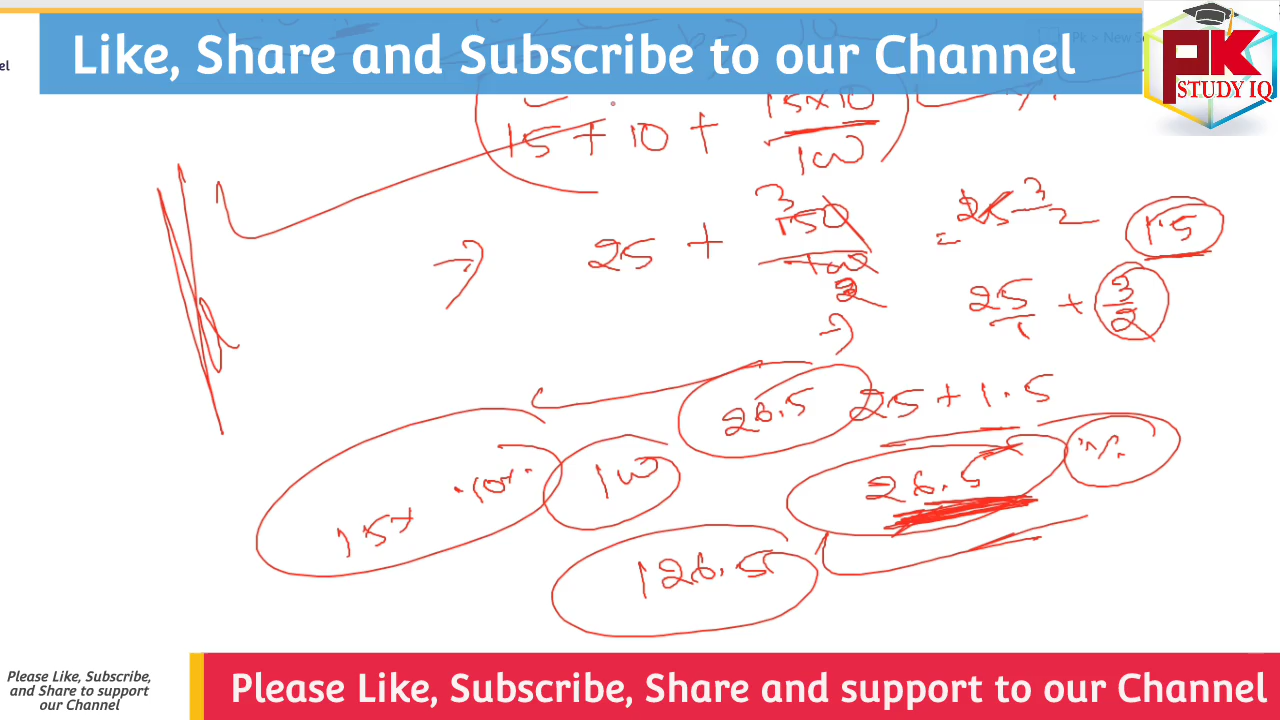 Like, Share and Subscribe to our Channel
PK
STUDY IQ
nel
15 + 10 + 15×10
100
25 + 150
100
3
2
= 25 3/2
1.5
25/1 + 3/2
25 + 1.5
26.5
26.5 %
100
15%
10%
126.5
Please Like, Subscribe,
and Share to support
our Channel
Please Like, Subscribe, Share and support to our Channel